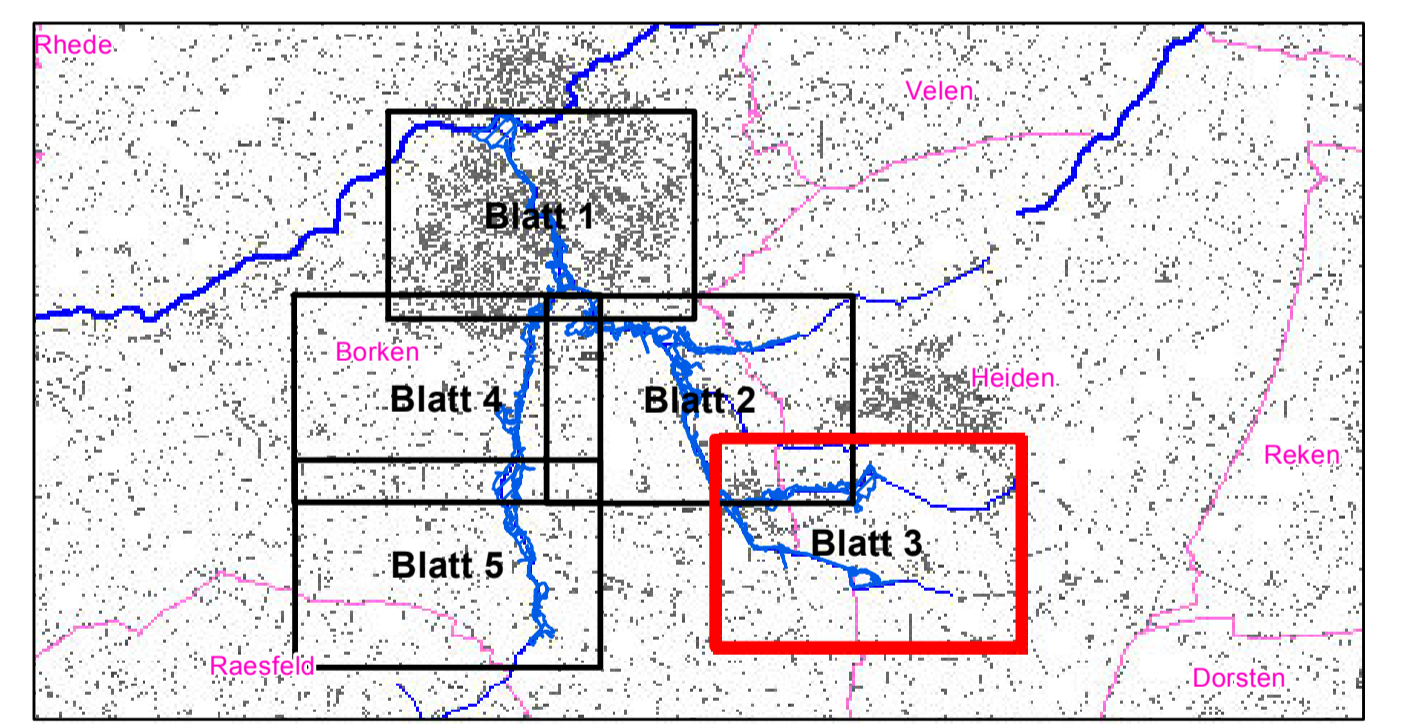 Rhede
Velen
Blatt 1
Borken
Heiden
Blatt 4
Blatt 2
Reken
Blatt 3
Blatt 5
Raesfeld
Dorsten